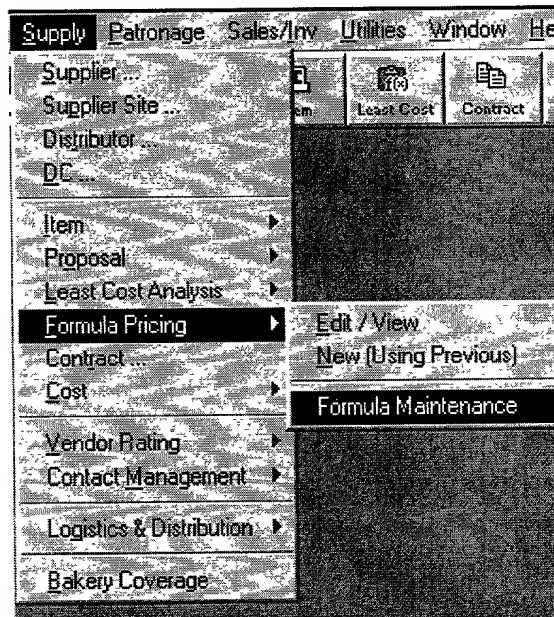 Supply Patronage Sales/Inv Utilities Window He
Supplier ...
Supplier Site ...
Distributor ...
DC ...
em Least Cost Contract
Item
Proposal
Least Cost Analysis
Formula Pricing
Edit / View
New (Using Previous)
Formula Maintenance
Contract ...
Cost
Vendor Rating
Contact Management
Logistics & Distribution
Bakery Coverage